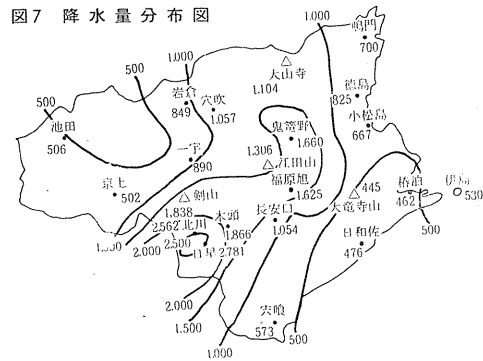 図7 降水量分布図
1.000
鳴門
700
1.000
500
大山寺
1.104
岩倉
849
穴吹
1.057
徳島
825
小松島
667
500
池田
506
鬼篭野
1.660
一宇
890
1.306
江田山
福原旭
1.625
京上
502
剣山
1.838
445
大竜寺山
椿泊
462
伊島
530
長安口
1.054
木頭
1.866
2.562
北川
日早
2.781
1.500
2.000
2.500
500
日和佐
476
2.000
1.500
宍喰
573
500
1.000